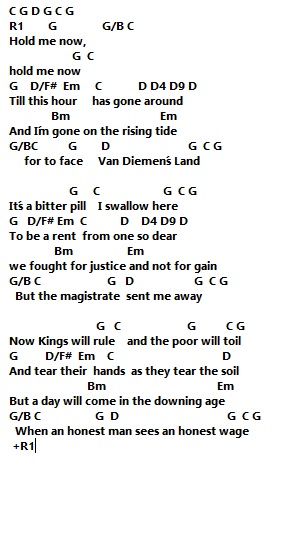 C G D G C G
R1 G G/B C
Hold me now,
G C
hold me now
G D/F# Em C D D4 D9 D
Till this hour has gone around
Bm Em
And I´m gone on the rising tide
G/BC G D G C G
for to face Van Diemen´s Land
G C G C G
It´s a bitter pill I swallow here
G D/F# Em C D D4 D9 D
To be a rent from one so dear
Bm Em
we fought for justice and not for gain
G/B C G D G C G
But the magistrate sent me away
G C G C G
Now Kings will rule and the poor will toil
G D/F# Em C D
And tear their hands as they tear the soil
Bm Em
But a day will come in the downing age
G/B C G D G C G
When an honest man sees an honest wage
+R1